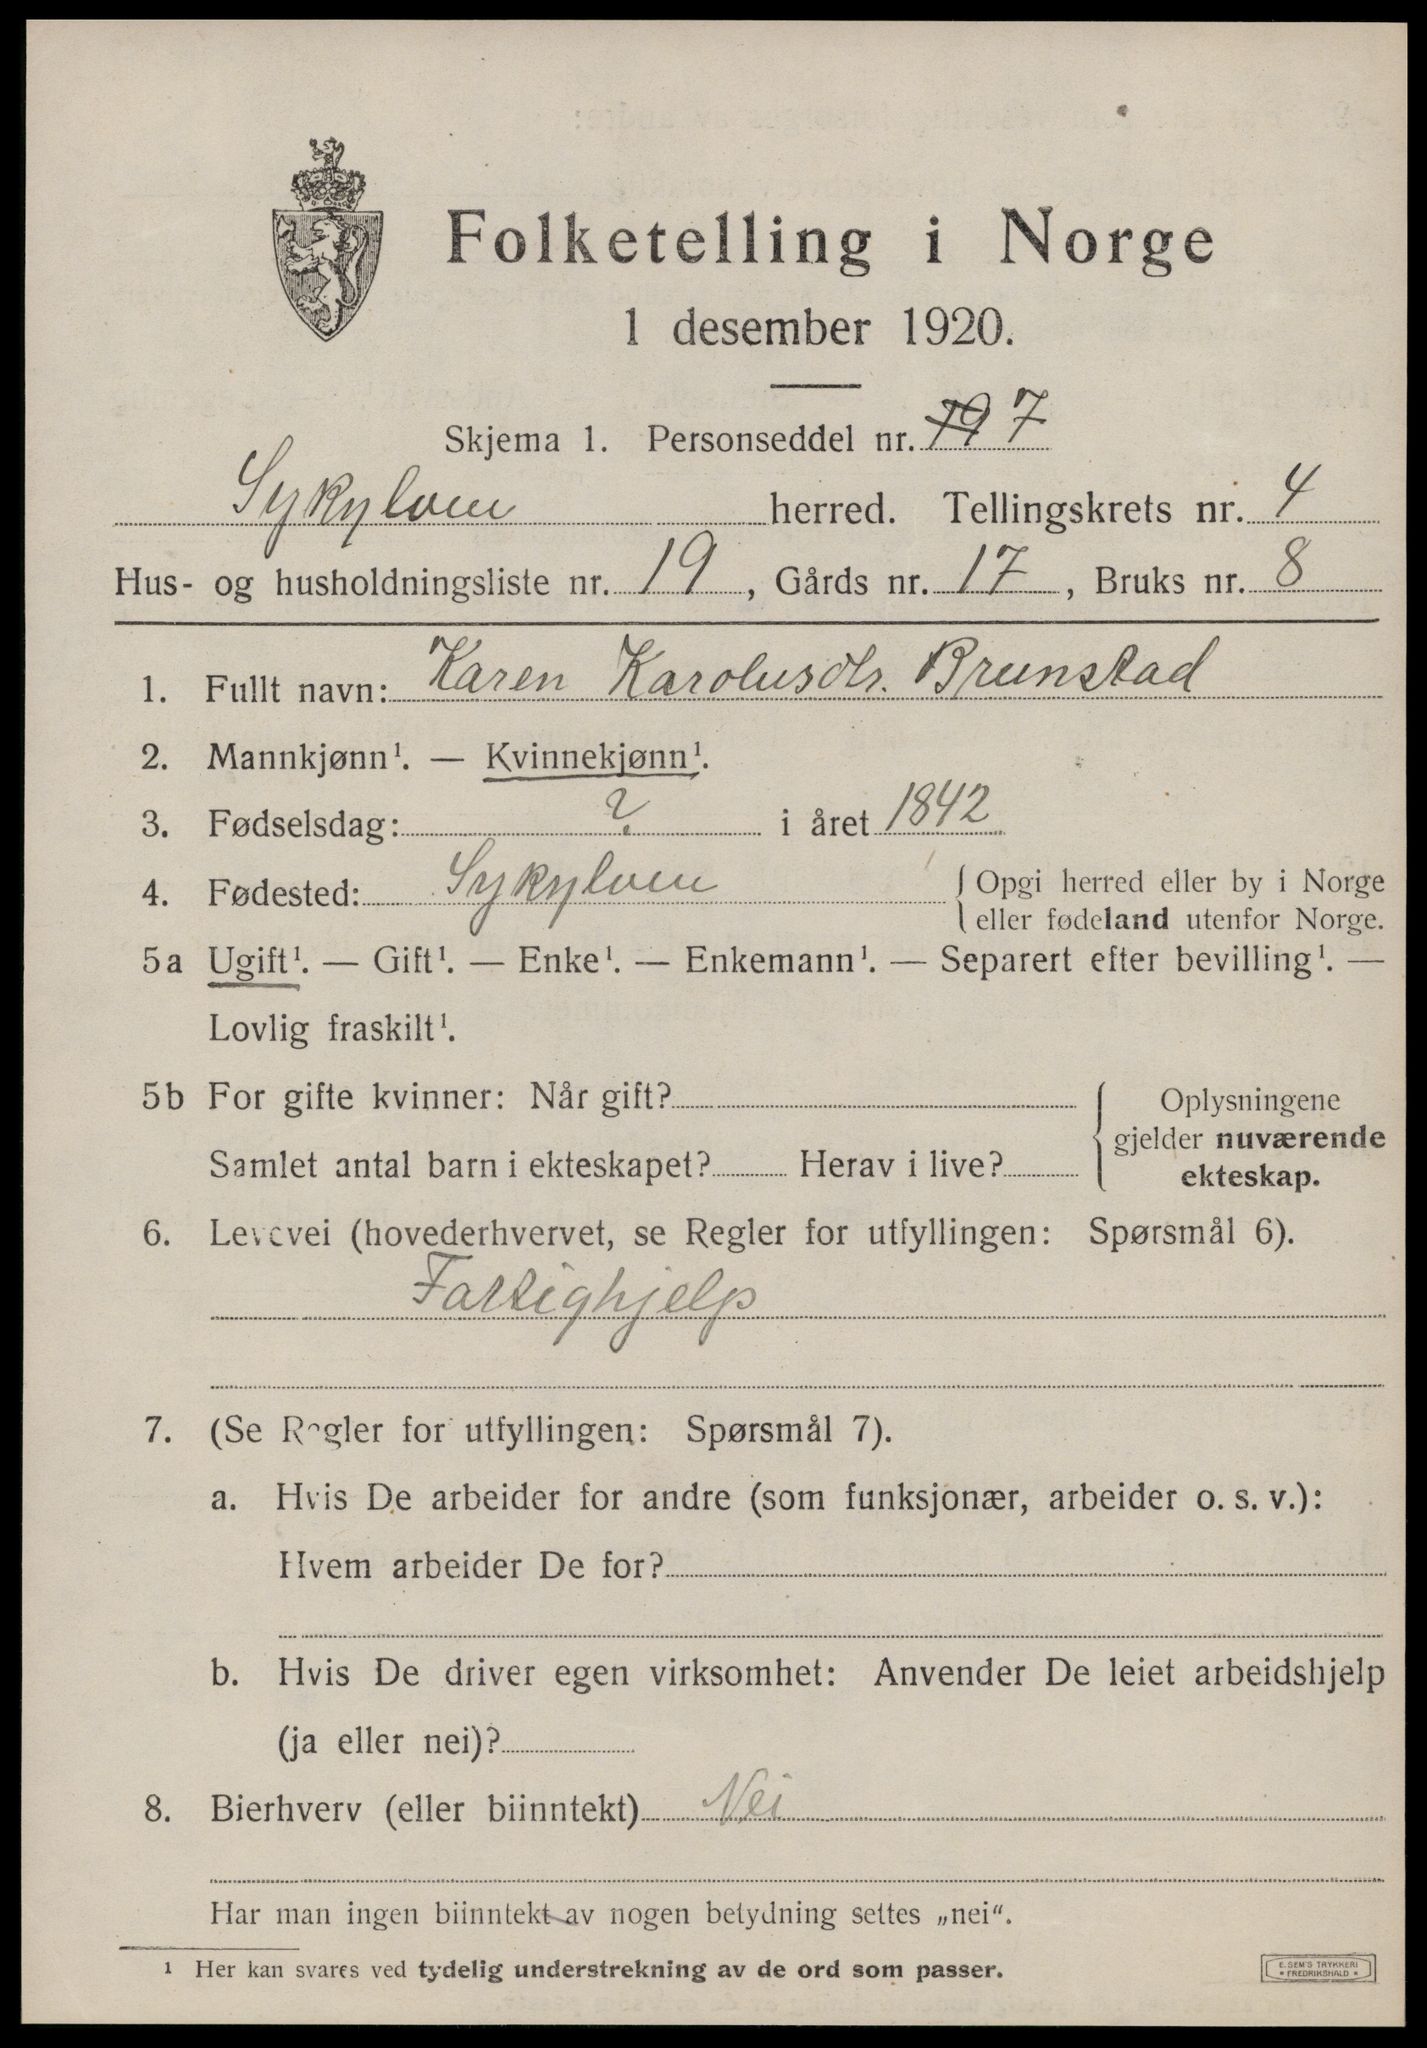 Folketelling i Norge
1 desember 1920.
Skjema 1. Personseddel nr. 19 7
Sykylven herred. Tellingskrets nr. 4
Hus- og husholdningsliste nr. 19, Gårds nr. 17, Bruks nr. 8
1. Fullt navn: Karen Karolusdtr. Brunstad
2. Mannkjønn¹. — Kvinnekjønn¹.
3. Fødselsdag: ? i året 1842
4. Fødested: Sykylven { Opgi herred eller by i Norge
eller fødeland utenfor Norge.
5a Ugift¹. — Gift¹. — Enke¹. — Enkemann¹. — Separert efter bevilling¹. —
Lovlig fraskilt¹.
5b For gifte kvinner: Når gift? { Oplysningene
gjelder nuværende
Samlet antal barn i ekteskapet? Herav i live?
ekteskap.
6. Levevei (hovederhvervet, se Regler for utfyllingen: Spørsmål 6).
Fattighjelp
7. (Se Regler for utfyllingen: Spørsmål 7).
a. Hvis De arbeider for andre (som funksjonær, arbeider o. s. v.):
Hvem arbeider De for?
b. Hvis De driver egen virksomhet: Anvender De leiet arbeidshjelp
(ja eller nei)?
8. Bierhverv (eller biinntekt) Nei
Har man ingen biinntekt av nogen betydning settes „nei“.
¹ Her kan svares ved tydelig understrekning av de ord som passer.
E. SEM'S TRYKKERI
* FREDRIKSHALD *